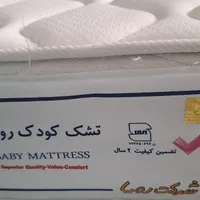 تشک کودک رو
تضمین کیفیت ۲ سال
BABY MATTRESS
Superior Quality-Value-Comfort